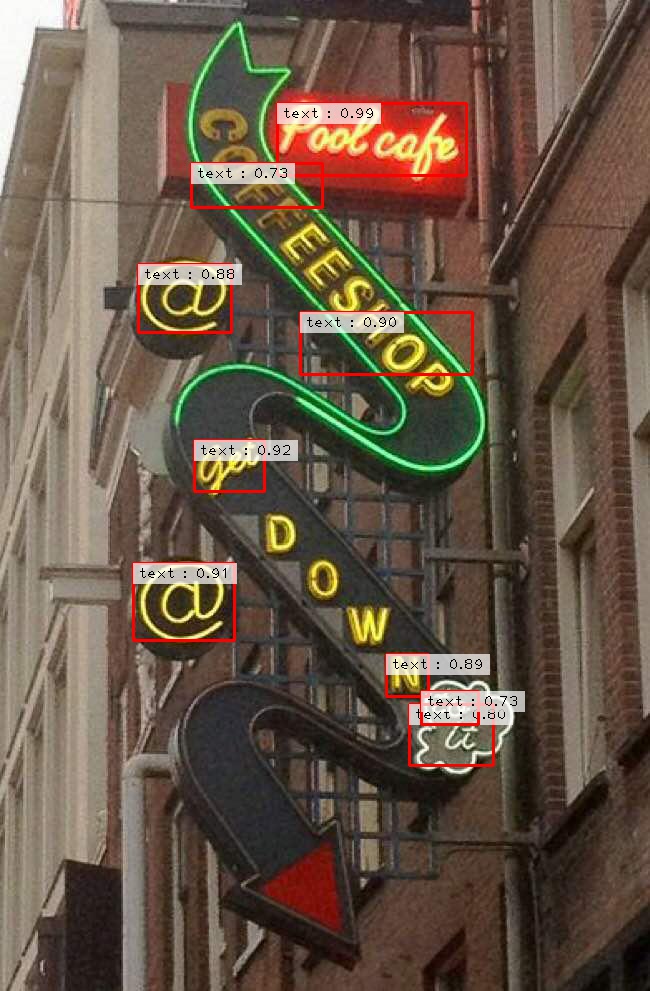 Pool cafe
COFFEESHOP
@
get
DOWN
@
it
text : 0.99
text : 0.73
text : 0.88
text : 0.90
text : 0.92
text : 0.91
text : 0.89
text : 0.73
text : 0.80